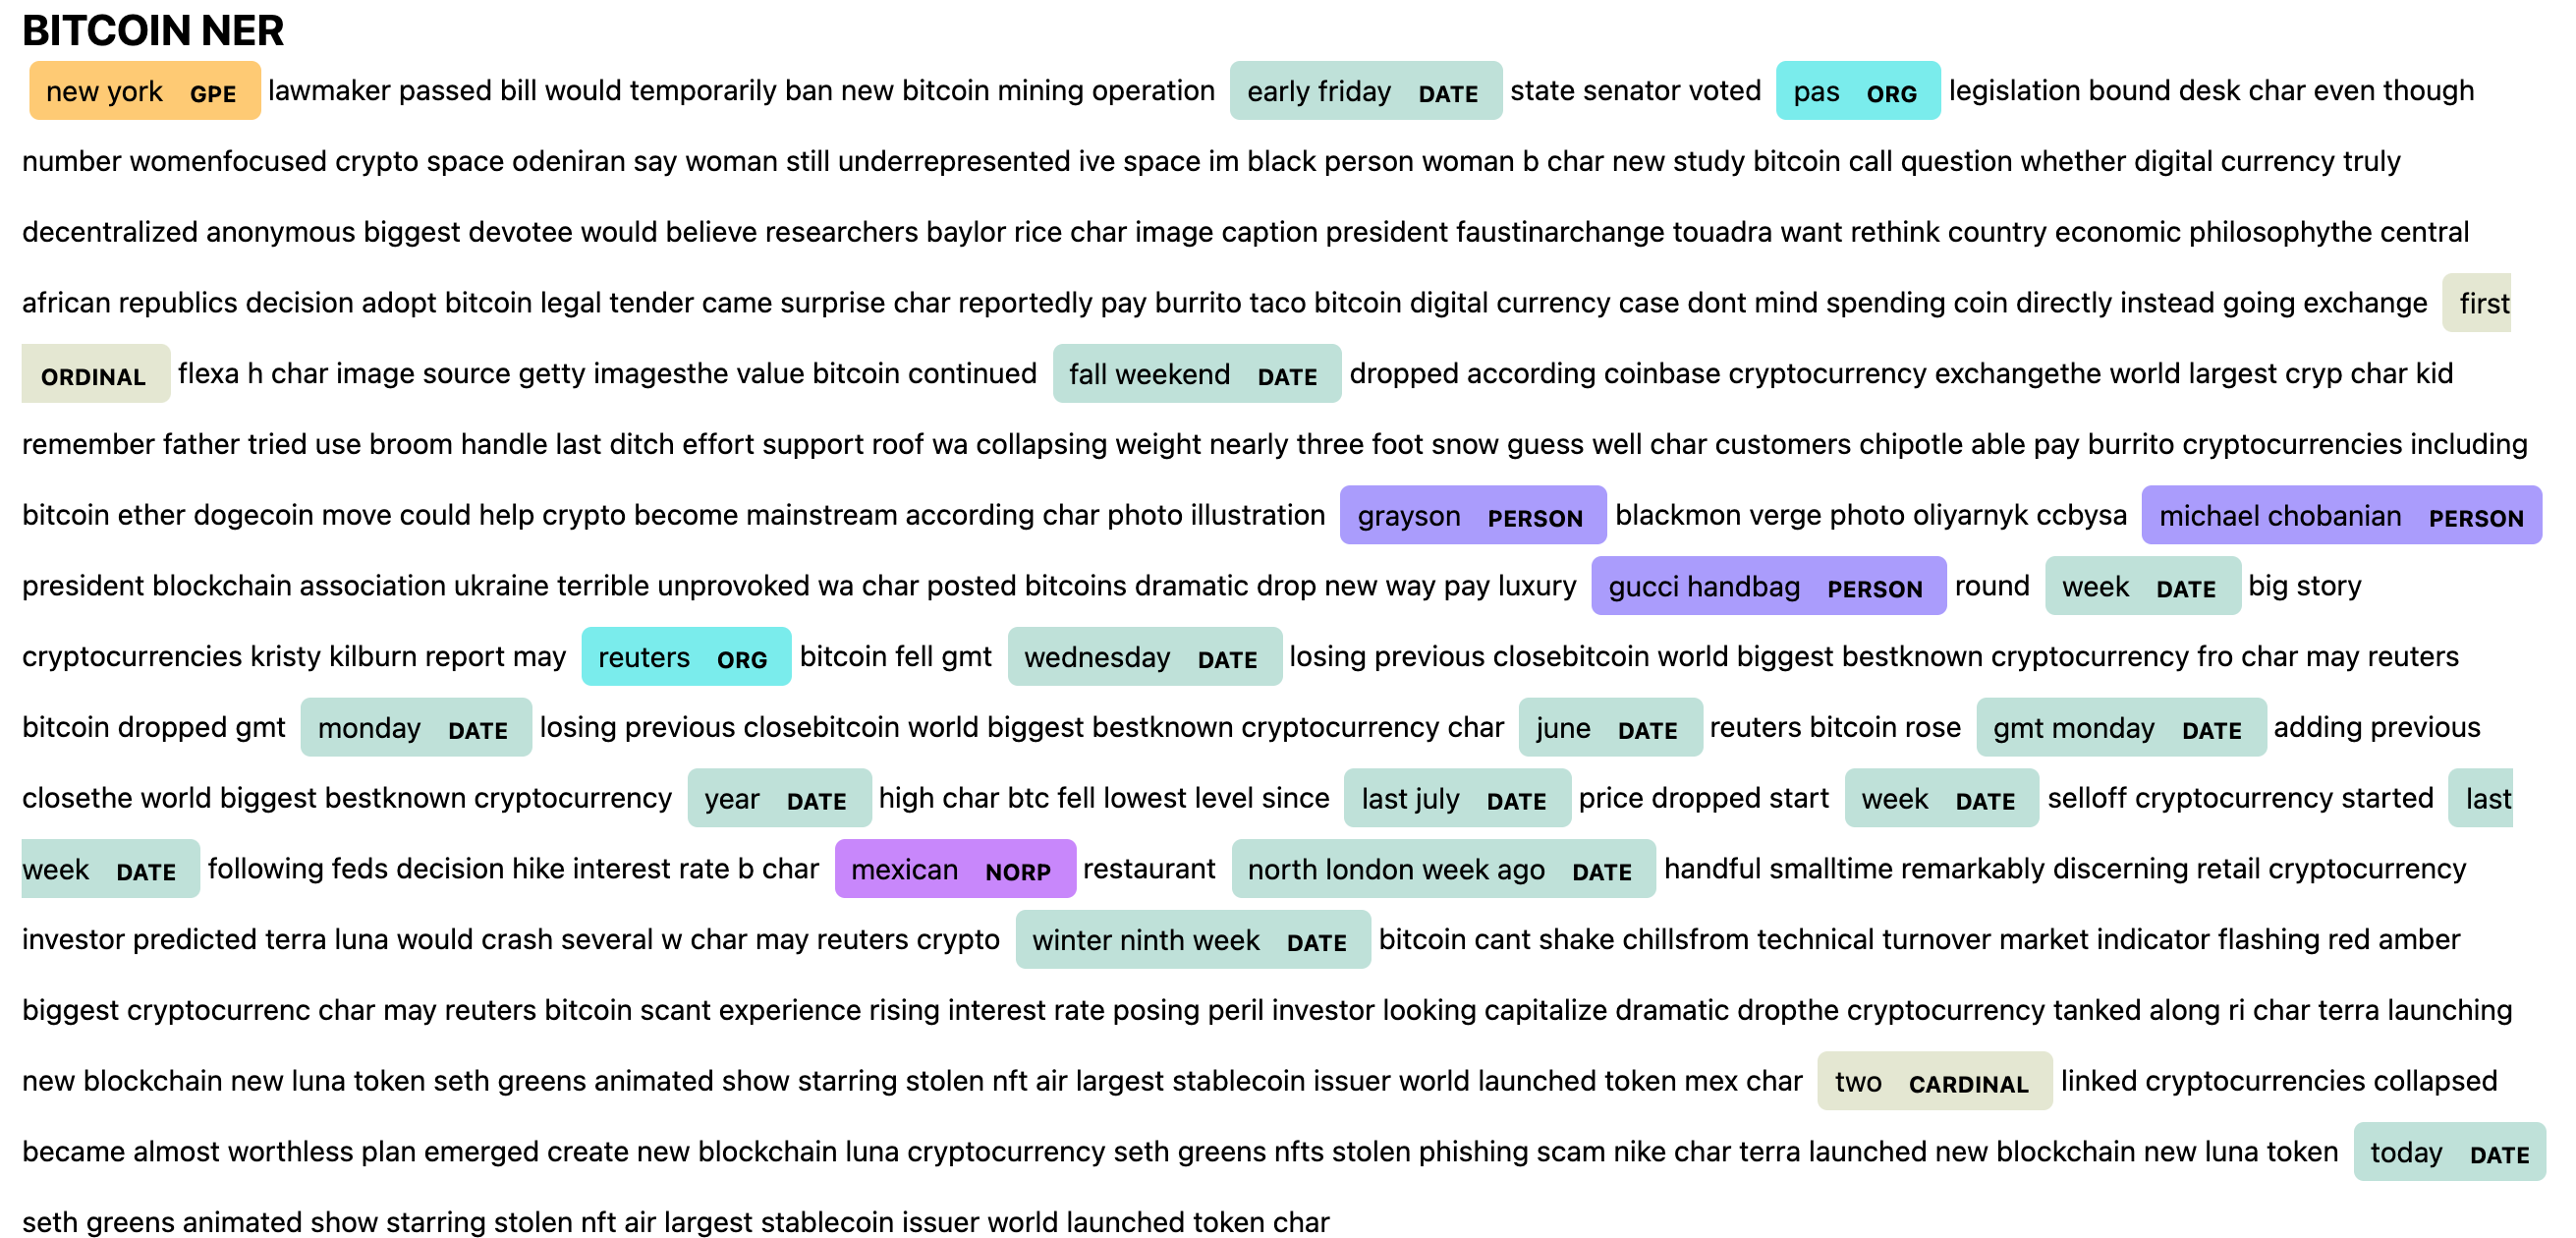 BITCOIN NER
new york GPE lawmaker passed bill would temporarily ban new bitcoin mining operation early friday DATE state senator voted pas ORG legislation bound desk char even though
number womenfocused crypto space odeniran say woman still underrepresented ive space im black person woman b char new study bitcoin call question whether digital currency truly
decentralized anonymous biggest devotee would believe researchers baylor rice char image caption president faustinarchange touadra want rethink country economic philosophythe central
african republics decision adopt bitcoin legal tender came surprise char reportedly pay burrito taco bitcoin digital currency case dont mind spending coin directly instead going exchange first
ORDINAL flexa h char image source getty imagesthe value bitcoin continued fall weekend DATE dropped according coinbase cryptocurrency exchangethe world largest cryp char kid
remember father tried use broom handle last ditch effort support roof wa collapsing weight nearly three foot snow guess well char customers chipotle able pay burrito cryptocurrencies including
bitcoin ether dogecoin move could help crypto become mainstream according char photo illustration grayson PERSON blackmon verge photo oliyarnyk ccbysa michael chobanian PERSON
president blockchain association ukraine terrible unprovoked wa char posted bitcoins dramatic drop new way pay luxury gucci handbag PERSON round week DATE big story
cryptocurrencies kristy kilburn report may reuters ORG bitcoin fell gmt wednesday DATE losing previous closebitcoin world biggest bestknown cryptocurrency fro char may reuters
bitcoin dropped gmt monday DATE losing previous closebitcoin world biggest bestknown cryptocurrency char june DATE reuters bitcoin rose gmt monday DATE adding previous
closethe world biggest bestknown cryptocurrency year DATE high char btc fell lowest level since last july DATE price dropped start week DATE selloff cryptocurrency started last
week DATE following feds decision hike interest rate b char mexican NORP restaurant north london week ago DATE handful smalltime remarkably discerning retail cryptocurrency
investor predicted terra luna would crash several w char may reuters crypto winter ninth week DATE bitcoin cant shake chillsfrom technical turnover market indicator flashing red amber
biggest cryptocurrenc char may reuters bitcoin scant experience rising interest rate posing peril investor looking capitalize dramatic dropthe cryptocurrency tanked along ri char terra launching
new blockchain new luna token seth greens animated show starring stolen nft air largest stablecoin issuer world launched token mex char two CARDINAL linked cryptocurrencies collapsed
became almost worthless plan emerged create new blockchain luna cryptocurrency seth greens nfts stolen phishing scam nike char terra launched new blockchain new luna token today DATE
seth greens animated show starring stolen nft air largest stablecoin issuer world launched token char